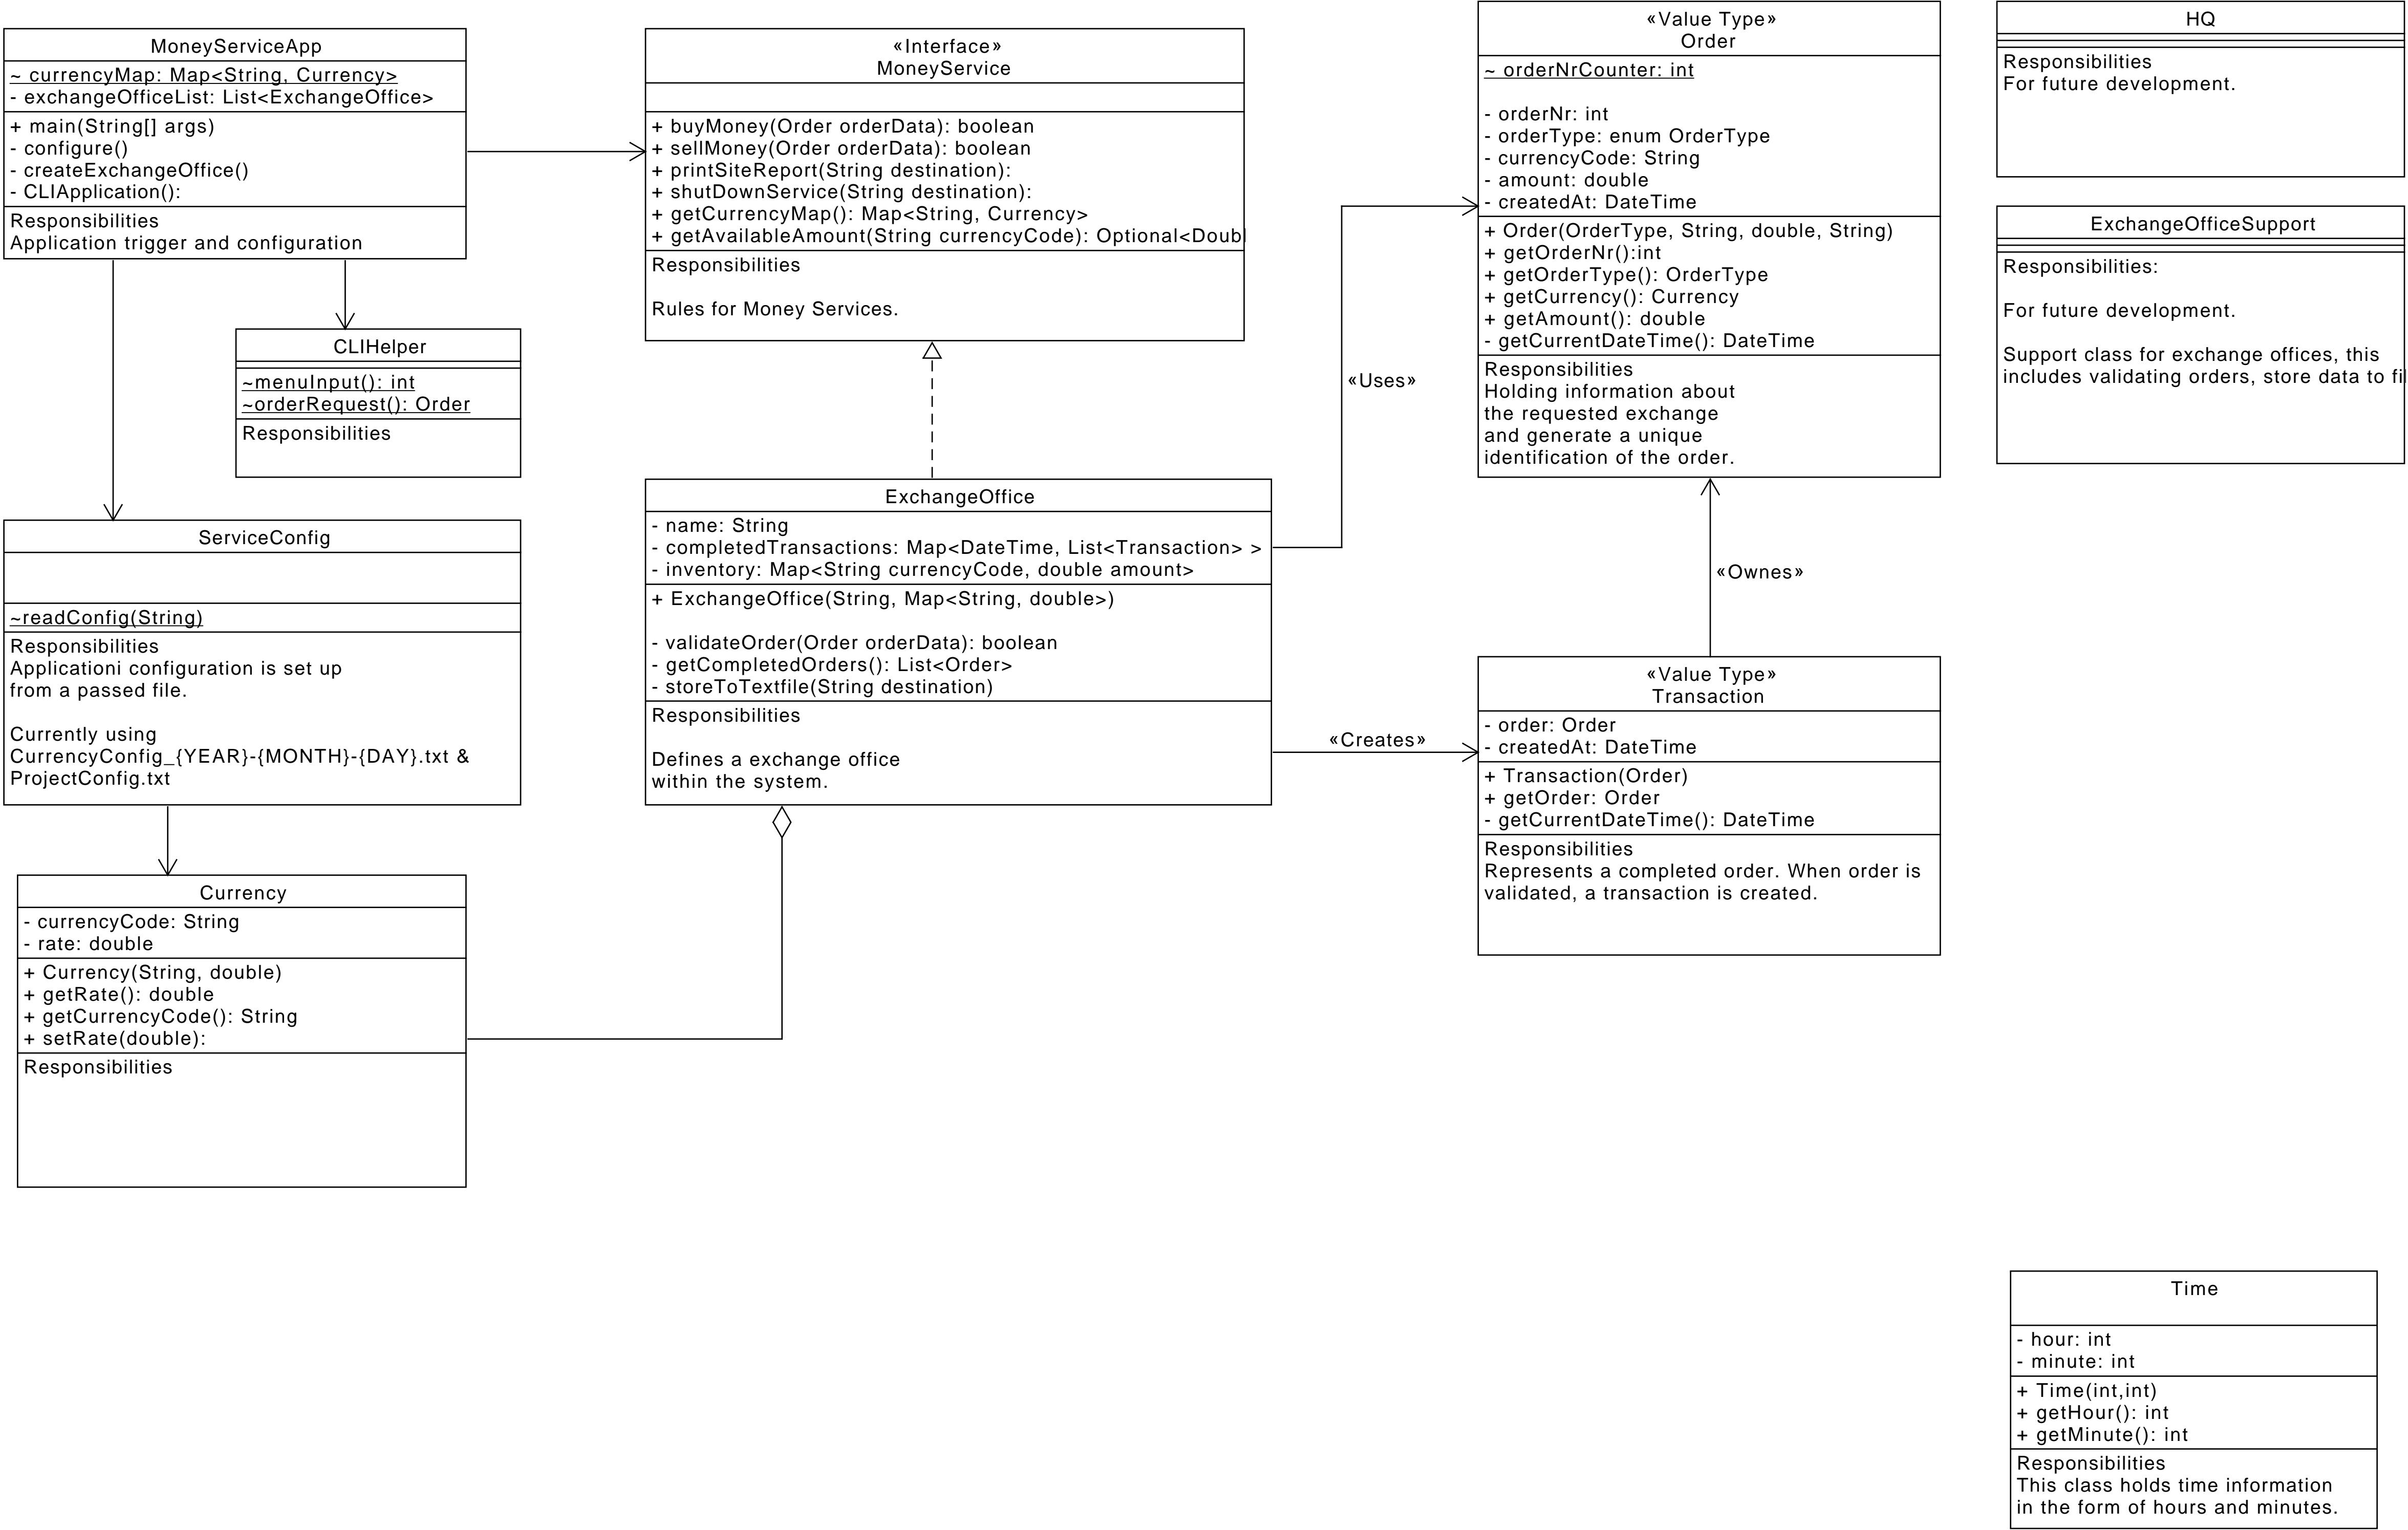 MoneyServiceApp
~ currencyMap: Map<String, Currency>
- exchangeOfficeList: List<ExchangeOffice>
+ main(String[] args)
- configure()
- createExchangeOffice()
- CLIApplication():
Responsibilities
Application trigger and configuration
«Interface»
MoneyService
+ buyMoney(Order orderData): boolean
+ sellMoney(Order orderData): boolean
+ printSiteReport(String destination):
+ shutDownService(String destination):
+ getCurrencyMap(): Map<String, Currency>
+ getAvailableAmount(String currencyCode): Optional<Doubl
Responsibilities
Rules for Money Services.
«Value Type»
Order
~ orderNrCounter: int
- orderNr: int
- orderType: enum OrderType
- currencyCode: String
- amount: double
- createdAt: DateTime
+ Order(OrderType, String, double, String)
+ getOrderNr():int
+ getOrderType(): OrderType
+ getCurrency(): Currency
+ getAmount(): double
- getCurrentDateTime(): DateTime
Responsibilities
Holding information about
the requested exchange
and generate a unique
identification of the order.
HQ
Responsibilities
For future development.
ExchangeOfficeSupport
Responsibilities:
For future development.
Support class for exchange offices, this
includes validating orders, store data to fil
CLIHelper
~menuInput(): int
~orderRequest(): Order
Responsibilities
«Uses»
ServiceConfig
~readConfig(String)
Responsibilities
Applicationi configuration is set up
from a passed file.
Currently using
CurrencyConfig_{YEAR}-{MONTH}-{DAY}.txt &
ProjectConfig.txt
ExchangeOffice
- name: String
- completedTransactions: Map<DateTime, List<Transaction> >
- inventory: Map<String currencyCode, double amount>
+ ExchangeOffice(String, Map<String, double>)
- validateOrder(Order orderData): boolean
- getCompletedOrders(): List<Order>
- storeToTextfile(String destination)
Responsibilities
Defines a exchange office
within the system.
«Ownes»
«Creates»
«Value Type»
Transaction
- order: Order
- createdAt: DateTime
+ Transaction(Order)
+ getOrder: Order
- getCurrentDateTime(): DateTime
Responsibilities
Represents a completed order. When order is
validated, a transaction is created.
Currency
- currencyCode: String
- rate: double
+ Currency(String, double)
+ getRate(): double
+ getCurrencyCode(): String
+ setRate(double):
Responsibilities
Time
- hour: int
- minute: int
+ Time(int,int)
+ getHour(): int
+ getMinute(): int
Responsibilities
This class holds time information
in the form of hours and minutes.